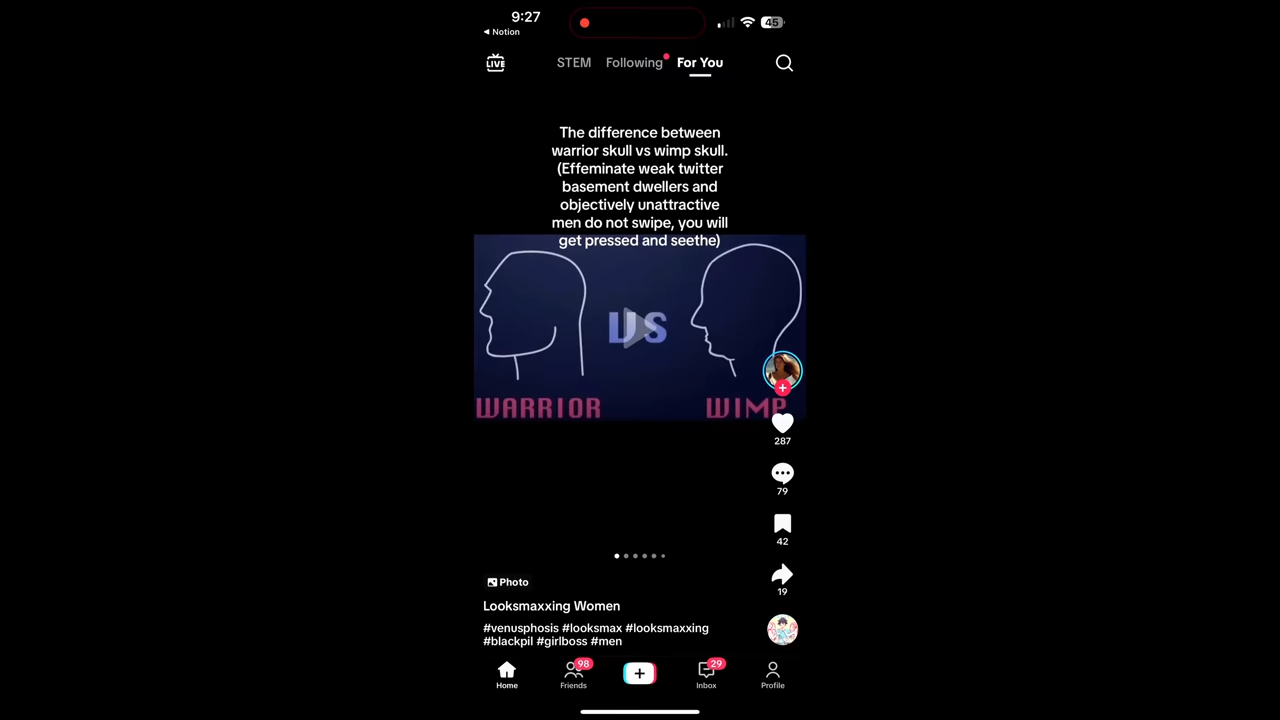 9:27
45
Notion
LIVE
STEM
Following
For You
The difference between
warrior skull vs wimp skull.
(Effeminate weak twitter
basement dwellers and
objectively unattractive
men do not swipe, you will
get pressed and seethe)
VS
WARRIOR
WIMP
287
79
42
19
Photo
Looksmaxxing Women
#venusphosis #looksmax #looksmaxxing
#blackpil #girlboss #men
98
29
Home
Friends
Inbox
Profile